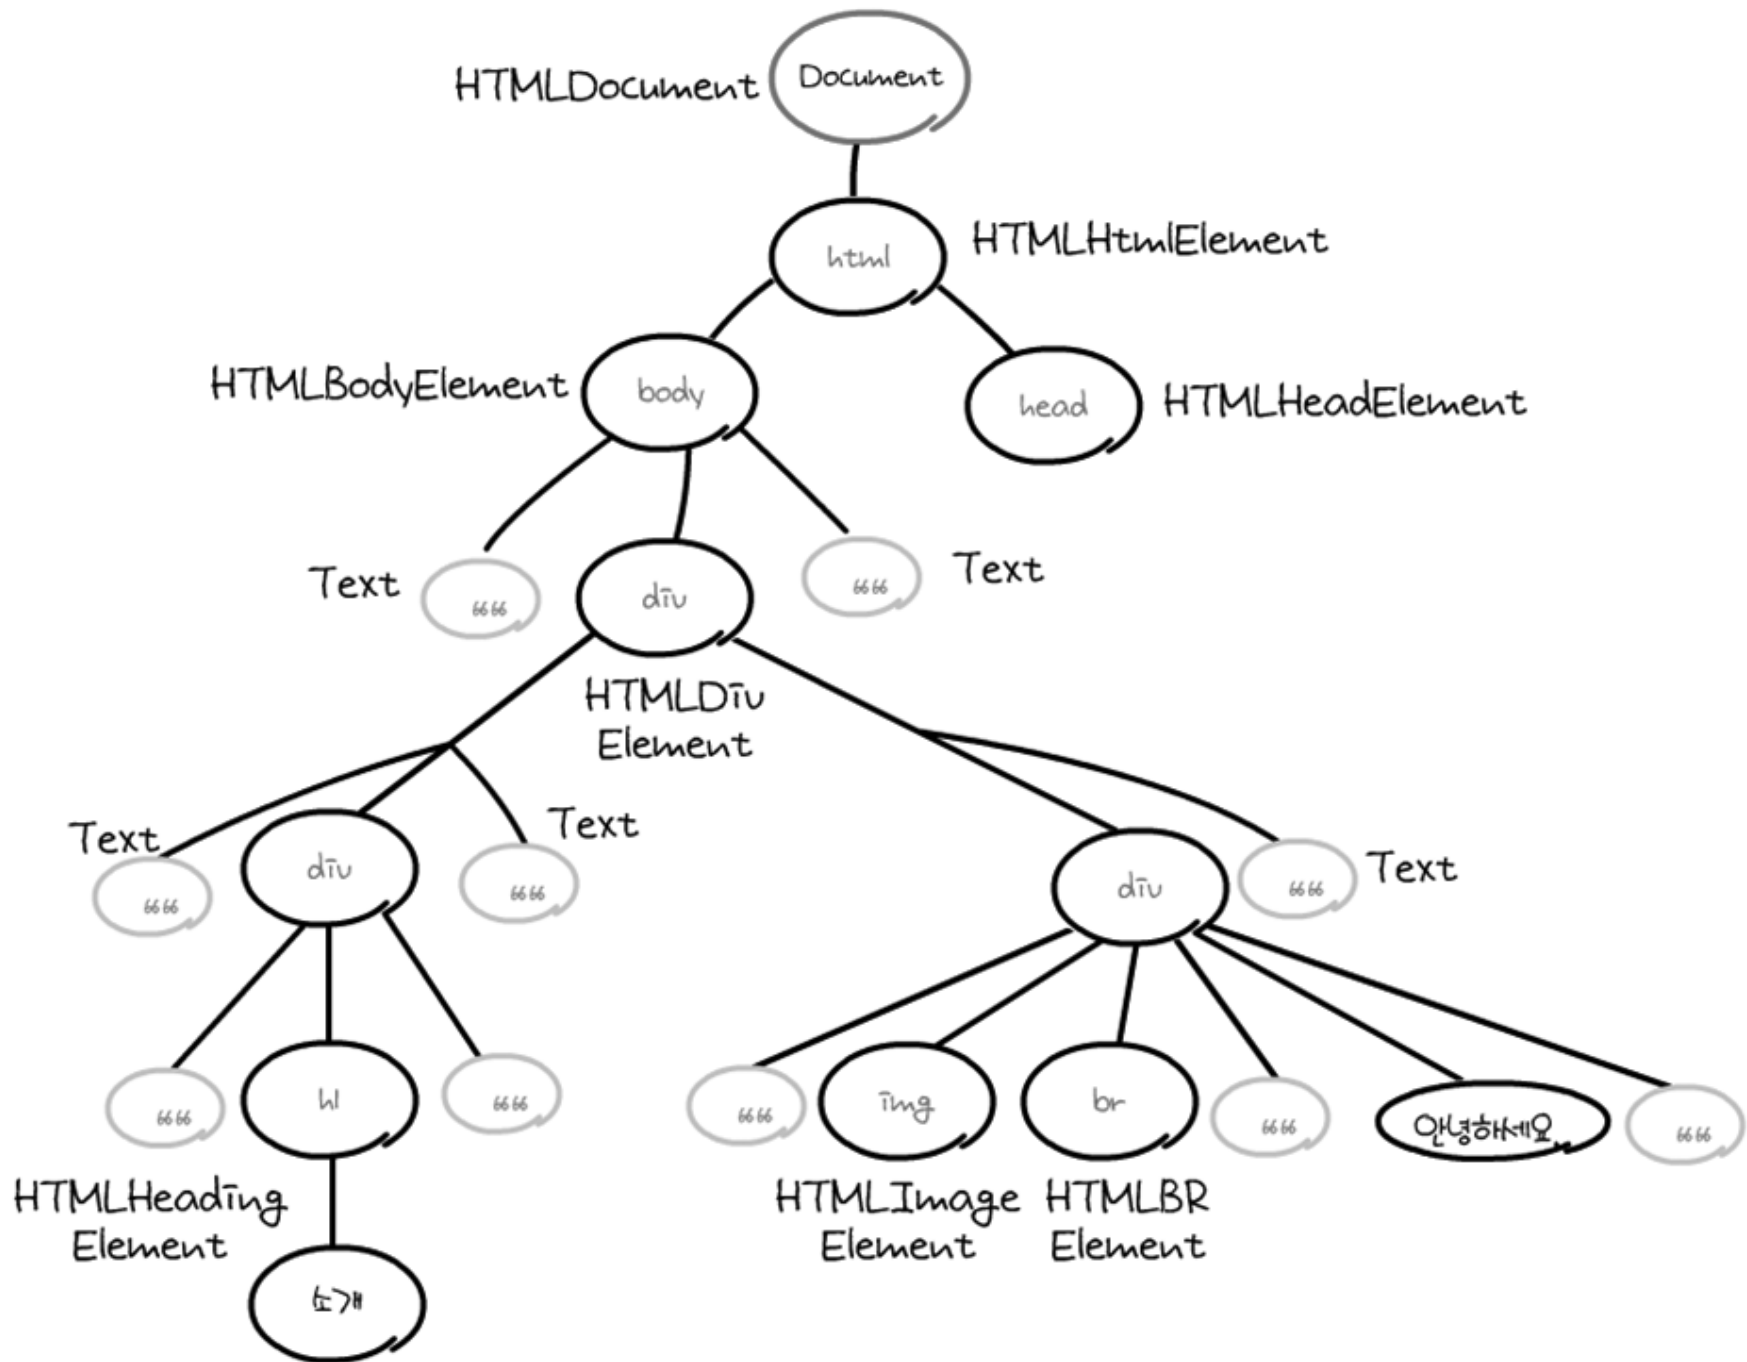 HTMLDocument
Document
html
HTMLHtmlElement
HTMLBodyElement
body
head
HTMLHeadElement
Text
““
div
““
Text
HTMLDiv
Element
Text
““
div
““
Text
div
““
Text
““
h1
““
““
img
br
““
안녕하세요
““
HTMLHeading
Element
HTMLImage
Element
HTMLBR
Element
소개